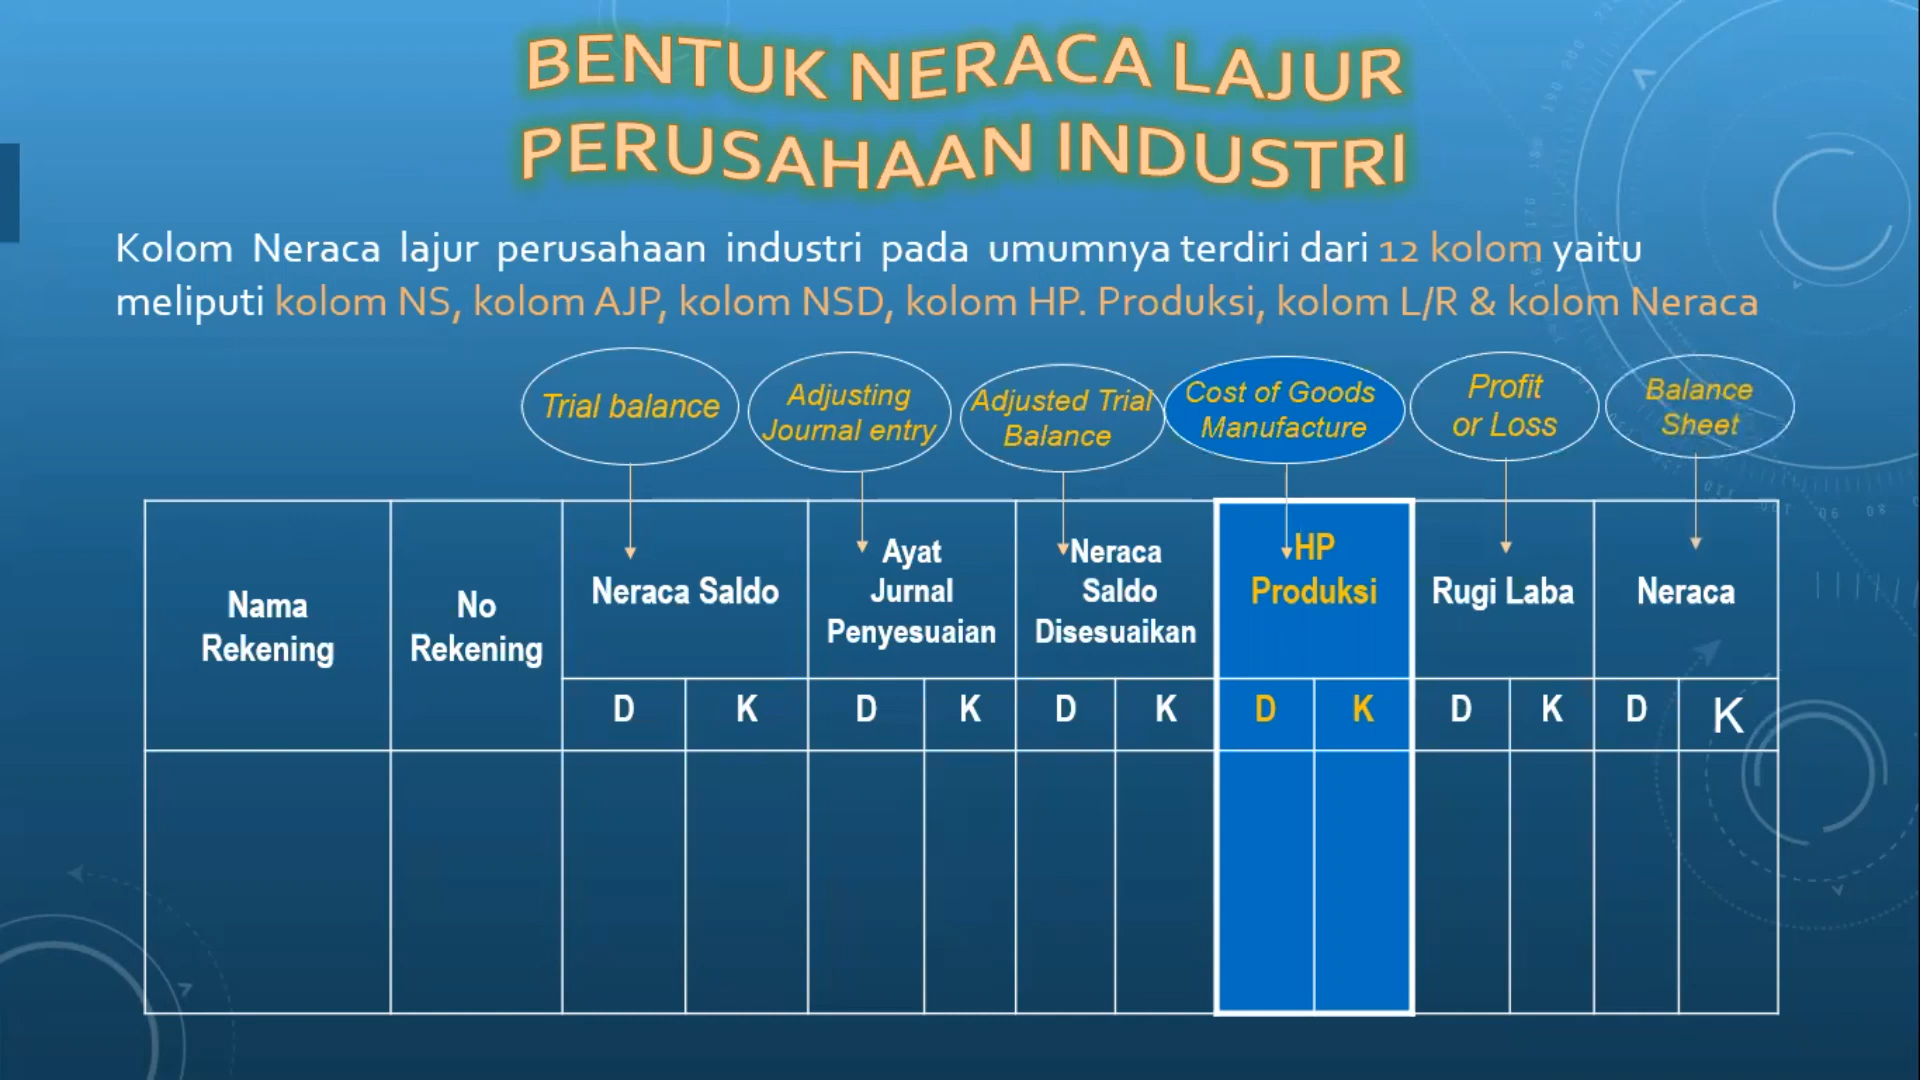 BENTUK NERACA LAJUR
PERUSAHAAN INDUSTRI
Kolom Neraca lajur perusahaan industri pada umumnya terdiri dari 12 kolom yaitu
meliputi kolom NS, kolom AJP, kolom NSD, kolom HP. Produksi, kolom L/R & kolom Neraca
Trial balance
Adjusting
Journal entry
Adjusted Trial
Balance
Cost of Goods
Manufacture
Profit
or Loss
Balance
Sheet
Nama
Rekening
No
Rekening
Neraca Saldo
Ayat
Jurnal
Penyesuaian
Neraca
Saldo
Disesuaikan
HP
Produksi
Rugi Laba
Neraca
D K D K D K D K D K D K